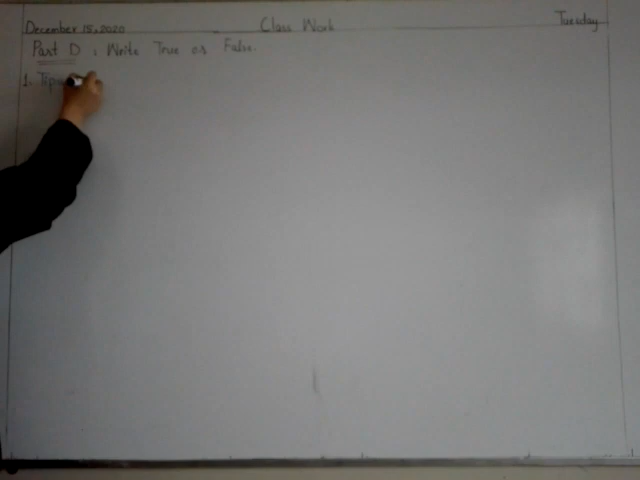 December 15, 2020 Class Work Tuesday
Part D : Write True or False.
1.